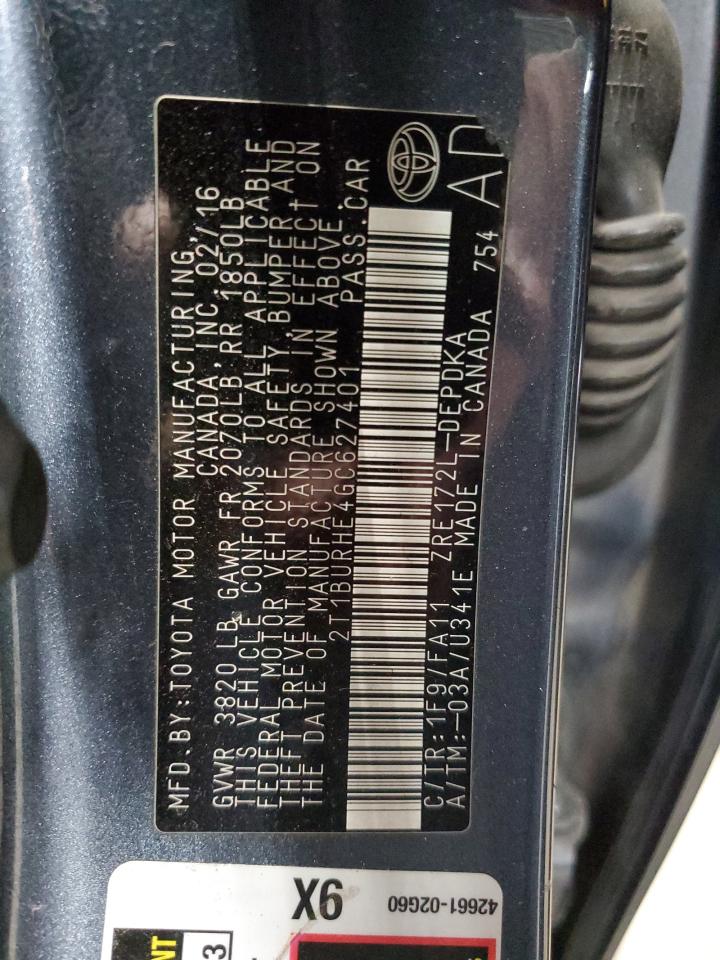 MFD.BY:TOYOTA MOTOR MANUFACTURING,
CANADA, INC. 02/16
GVWR 3820 LB GAWR FR 2070LB RR 1850LB
THIS VEHICLE CONFORMS TO ALL APPLICABLE
FEDERAL MOTOR VEHICLE SAFETY, BUMPER AND
THEFT PREVENTION STANDARDS IN EFFECT ON
THE DATE OF MANUFACTURE SHOWN ABOVE.
2T1BURHE4GC627401 PASS.CAR
C/TR:1F9/FA11 ZRE172L-DEPDKA
A/TM:-03A/U341E MADE IN CANADA 754
9X
42661-02G60
3